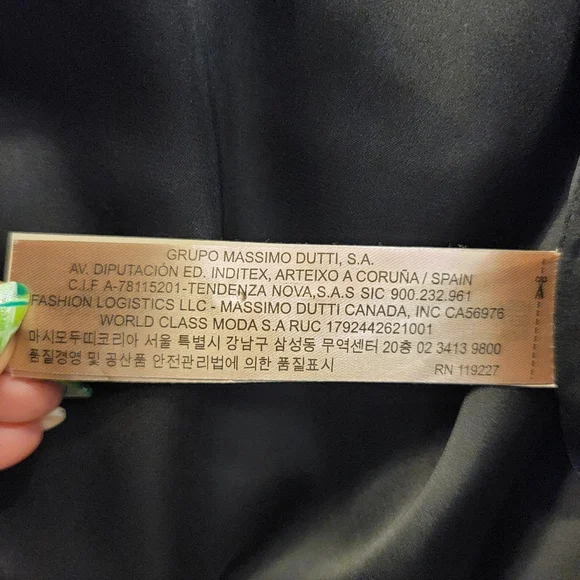 GRUPO MASSIMO DUTTI, S.A.
AV. DIPUTACIÓN ED. INDITEX, ARTEIXO A CORUÑA / SPAIN
C.I.F A-78115201-TENDENZA NOVA,S.A.S SIC 900.232.961
FASHION LOGISTICS LLC - MASSIMO DUTTI CANADA, INC CA56976
WORLD CLASS MODA S.A RUC 1792442621001
마시모두띠코리아 서울 특별시 강남구 삼성동 무역센터 20층 02 3413 9800
품질경영 및 공산품 안전관리법에 의한 품질표시
RN 119227
A